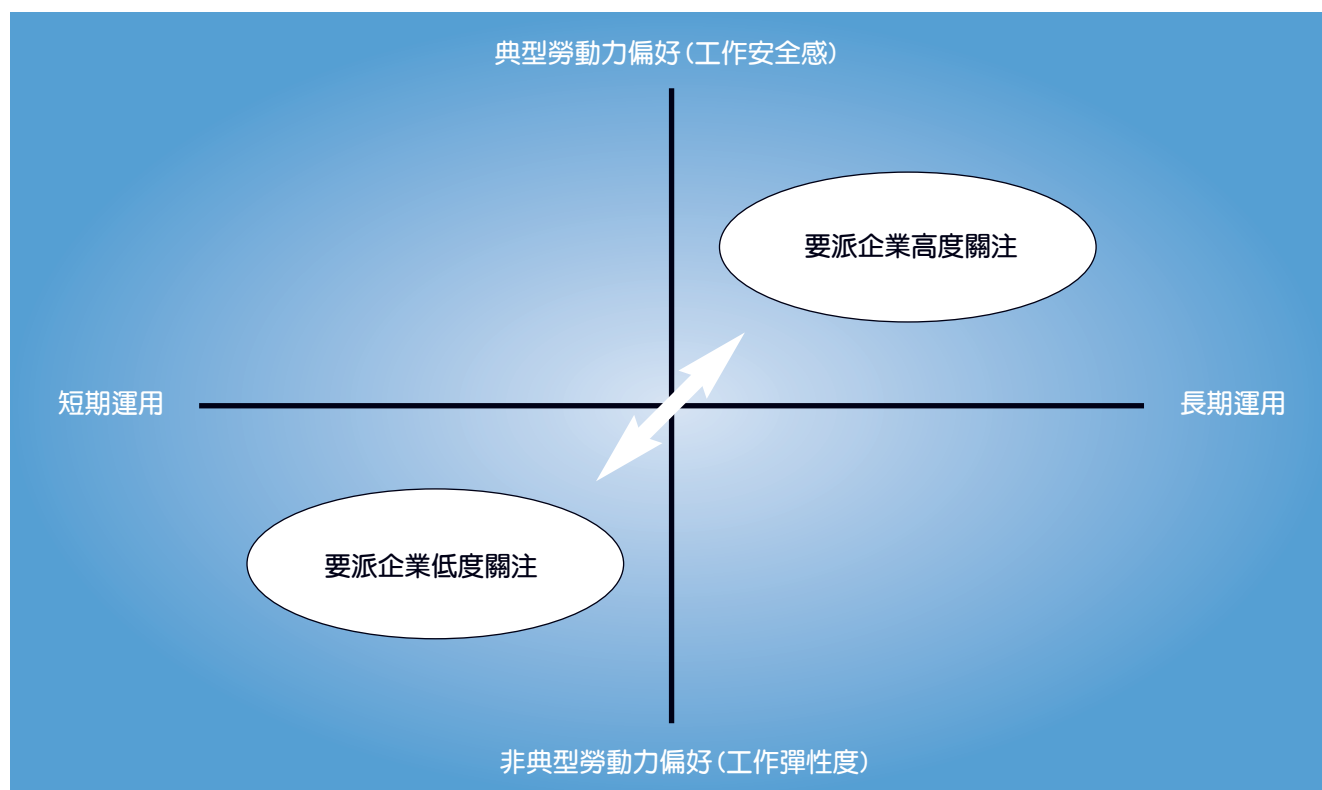 典型勞動力偏好(工作安全感)
要派企業高度關注
短期運用
長期運用
要派企業低度關注
非典型勞動力偏好(工作彈性度)